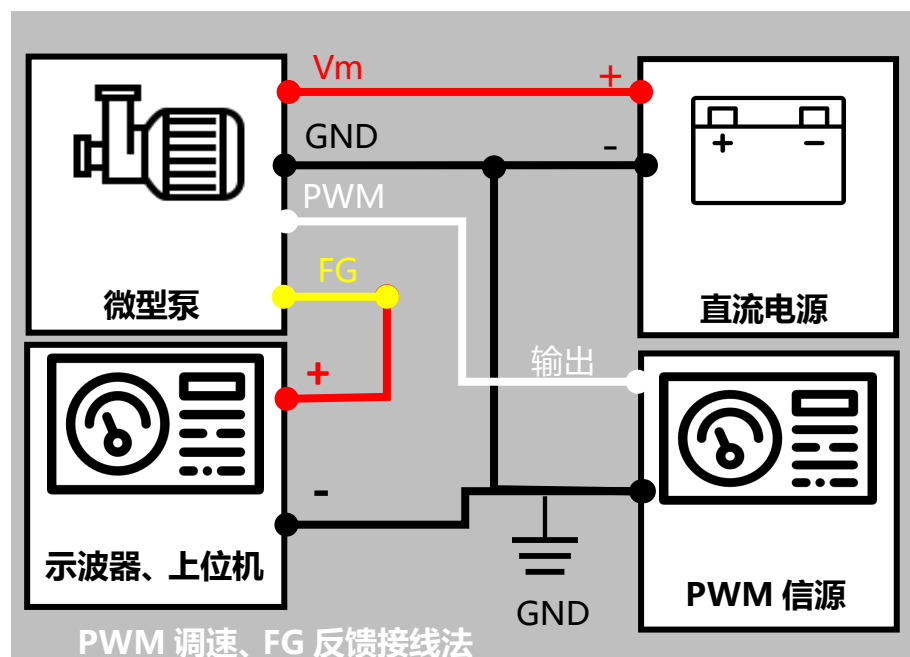 Vm
+
GND
-
PWM
+
-
FG
微型泵
直流电源
输出
+
-
示波器、上位机
PWM 信源
GND
PWM 调速、FG 反馈接线法